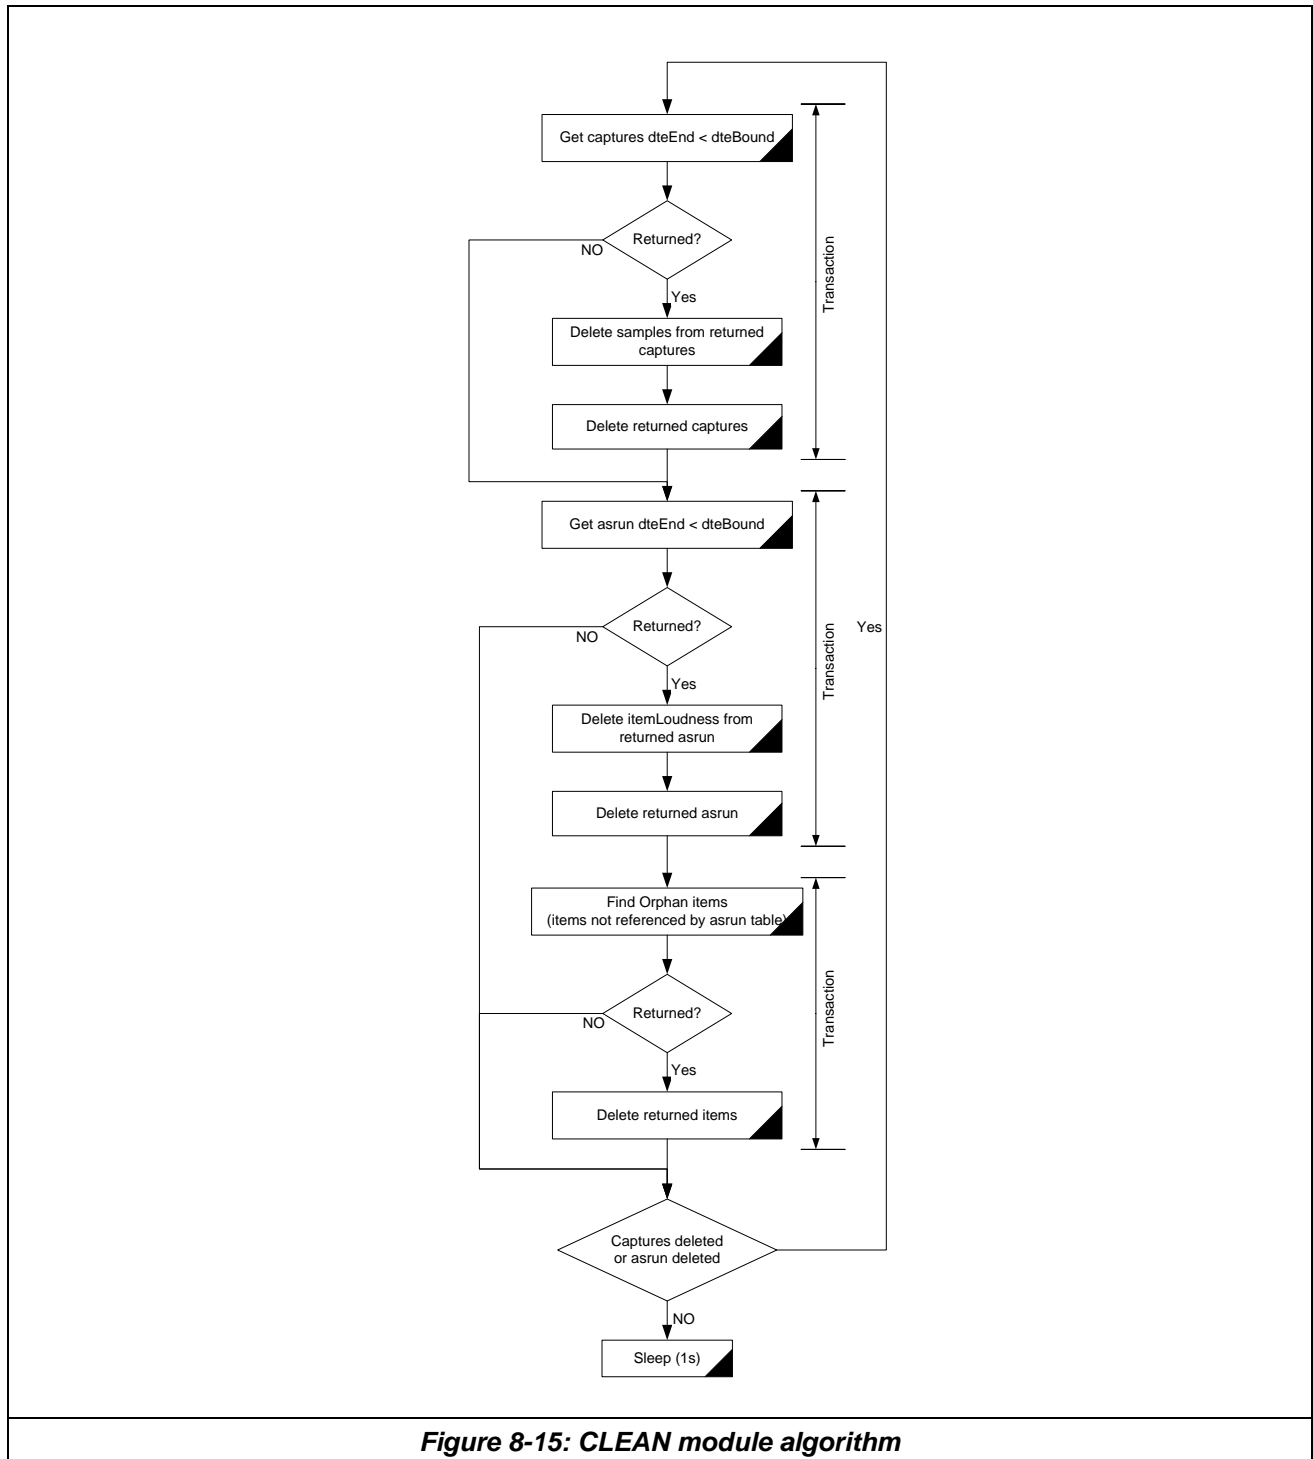 Get captures dteEnd < dteBound
Returned?
NO
Yes
Delete samples from returned
captures
Delete returned captures
Transaction
Get asrun dteEnd < dteBound
Returned?
NO
Yes
Delete itemLoudness from
returned asrun
Delete returned asrun
Transaction
Yes
Find Orphan items
(items not referenced by asrun table)
Returned?
NO
Yes
Delete returned items
Transaction
Captures deleted
or asrun deleted
NO
Sleep (1s)
Figure 8-15: CLEAN module algorithm